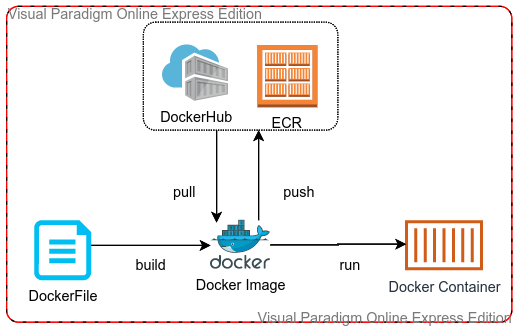 Visual Paradigm Online Express Edition
DockerHub
ECR
pull
push
docker
build
run
DockerFile
Docker Image
Docker Container
Visual Paradigm Online Express Edition